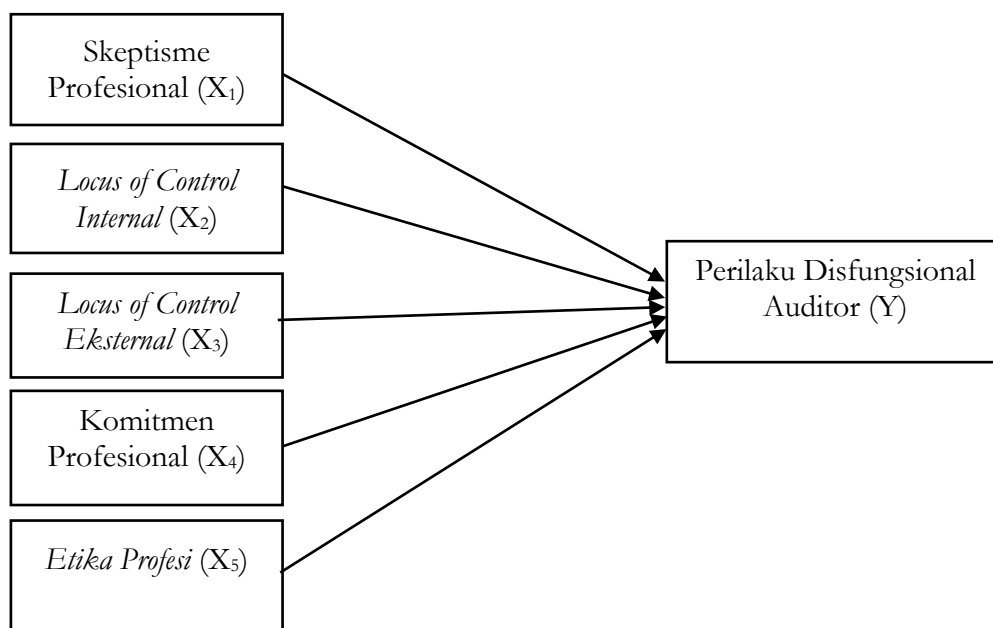 Skeptisme
Profesional (X₁)
Locus of Control
Internal (X₂)
Locus of Control
Eksternal (X₃)
Komitmen
Profesional (X₄)
Etika Profesi (X₅)
Perilaku Disfungsional
Auditor (Y)